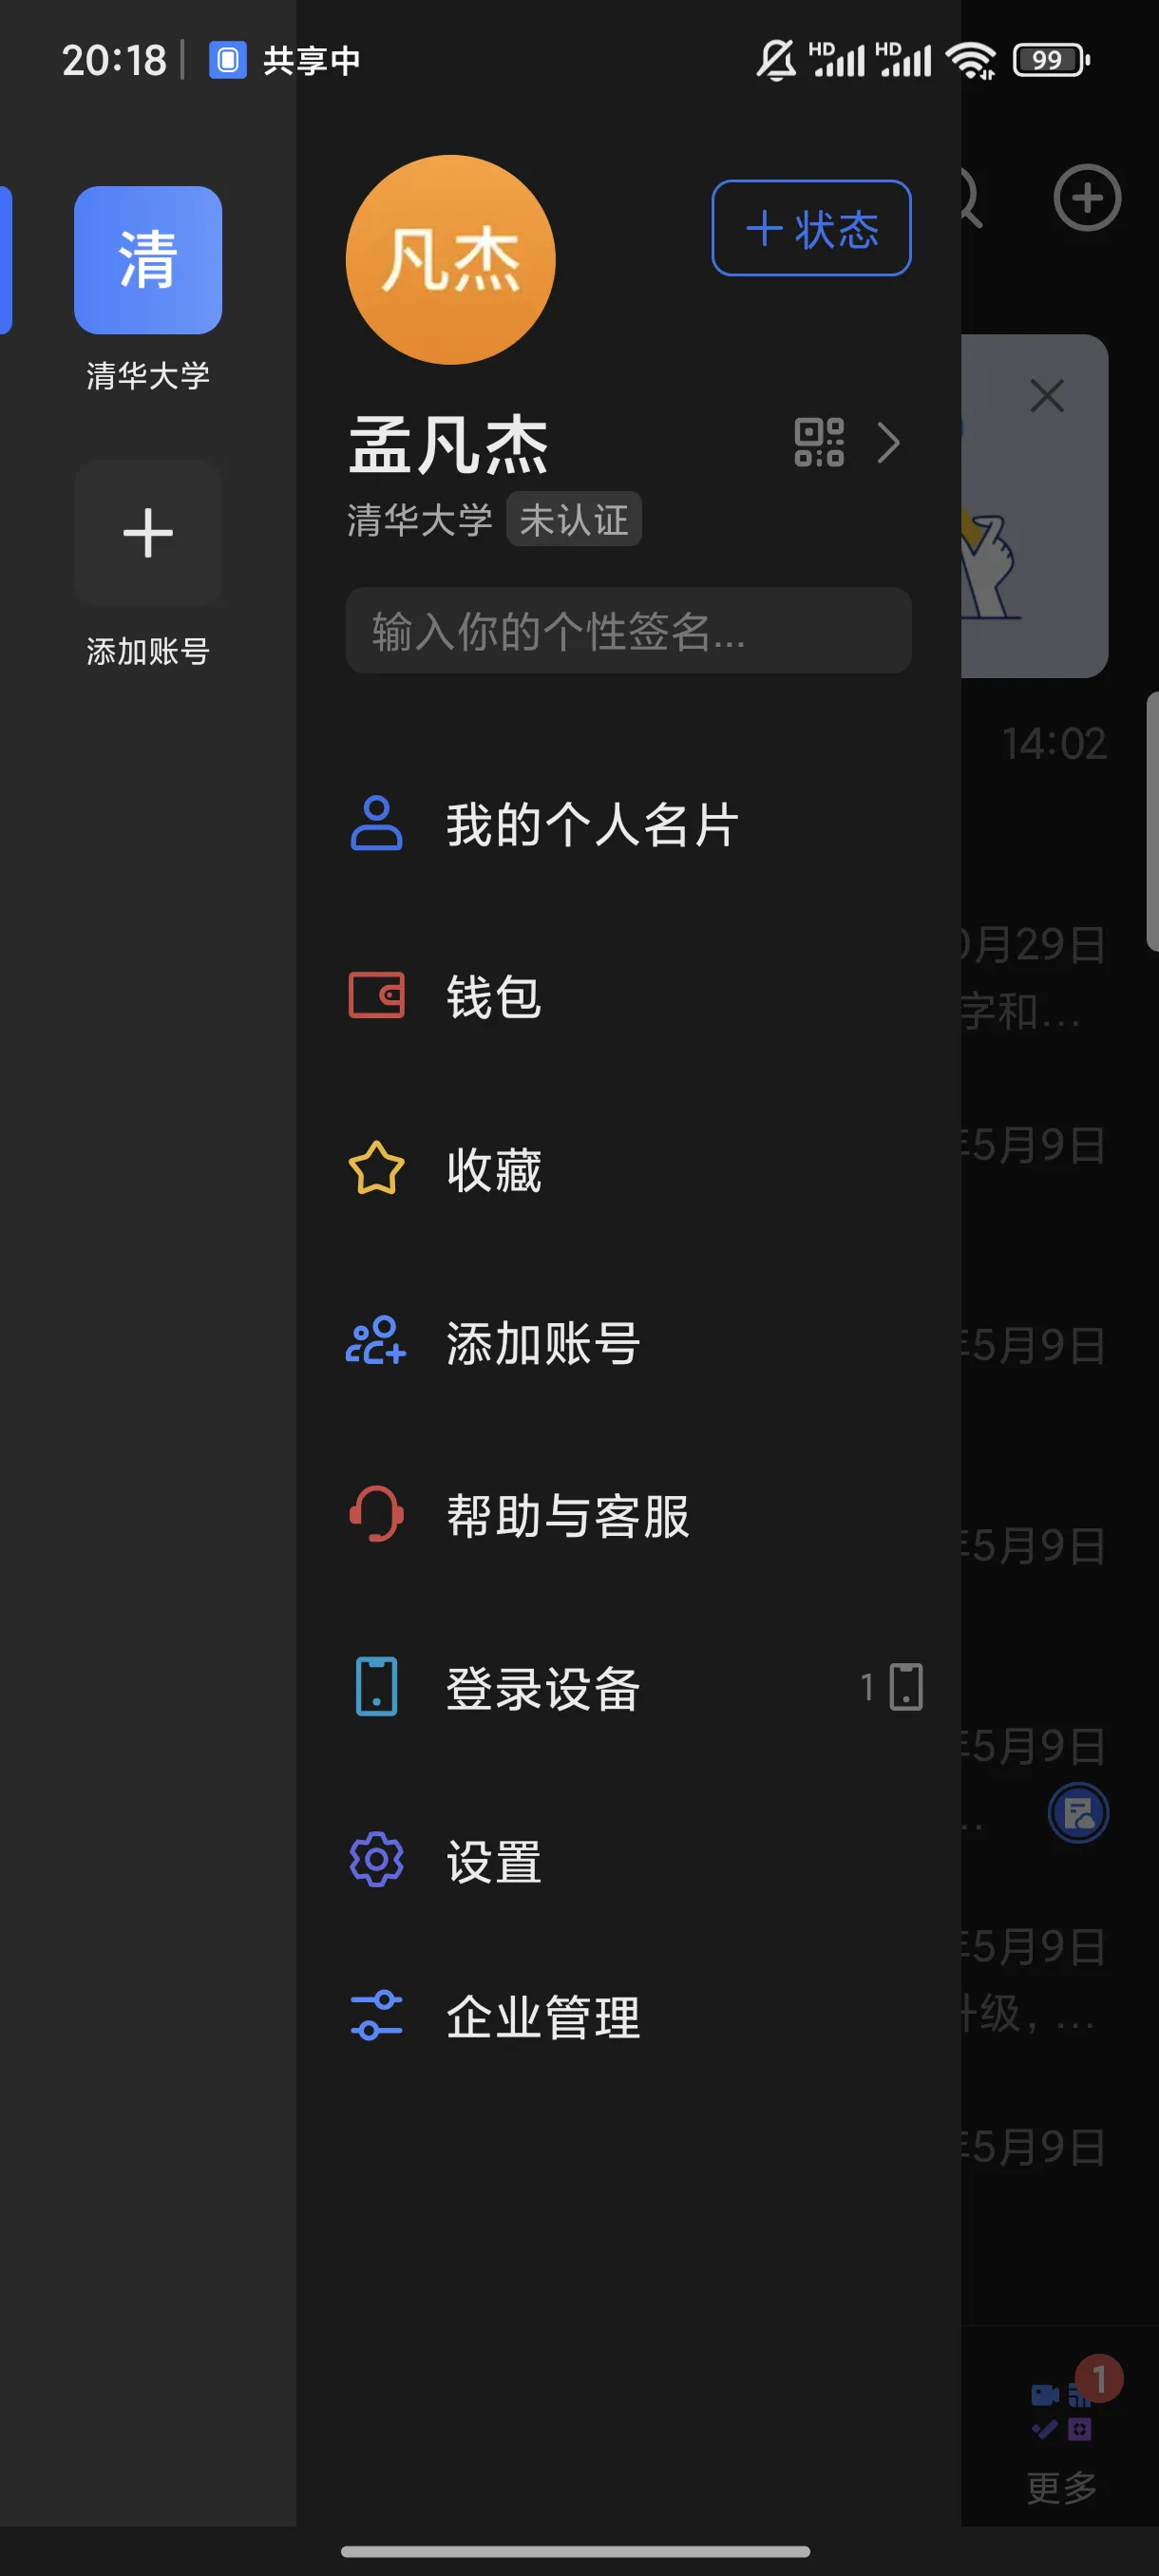 20:18
共享中
HD
HD
99
清
清华大学
添加账号
凡杰
状态
孟凡杰
清华大学
未认证
输入你的个性签名...
我的个人名片
钱包
收藏
添加账号
帮助与客服
登录设备
1
设置
企业管理
14:02
月29日
字和...
5月9日
5月9日
5月9日
5月9日
..
5月9日
级，...
5月9日
1
更多